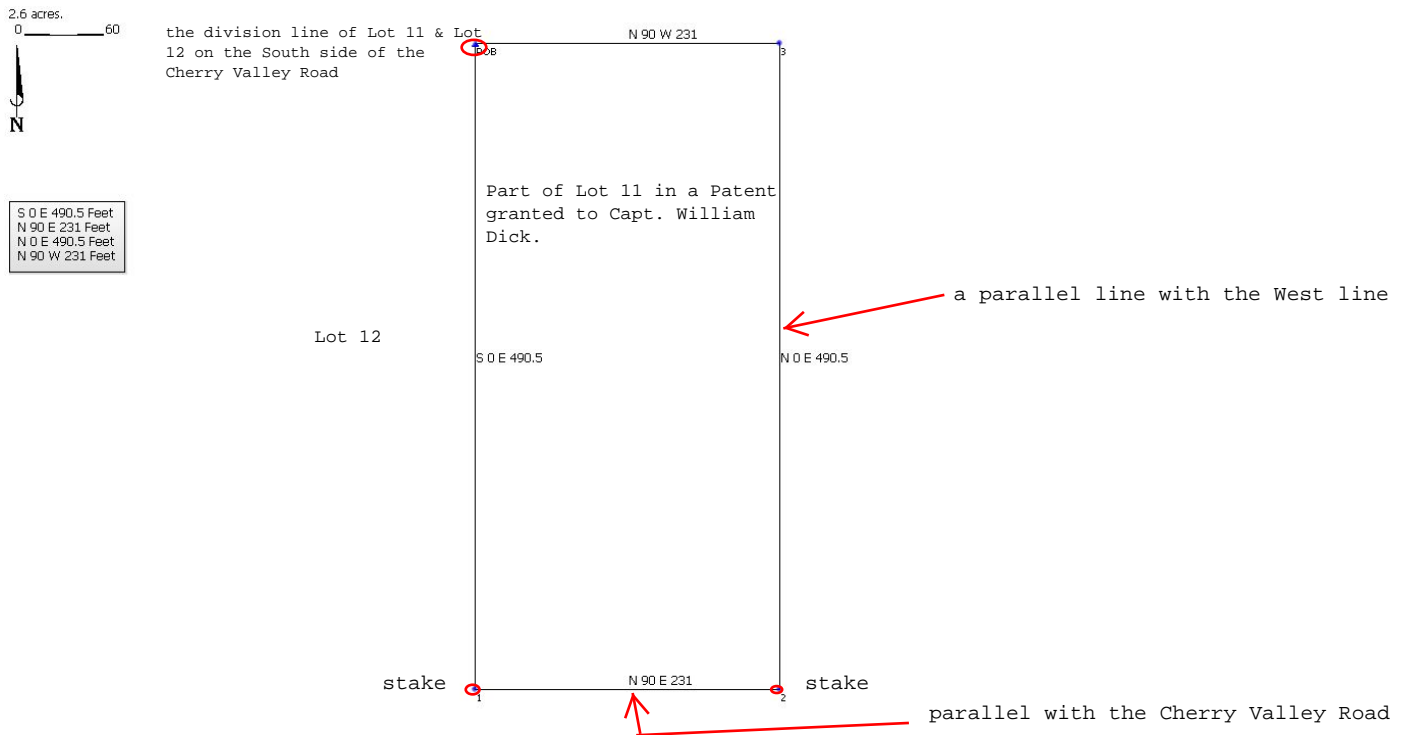 2.6 acres.
0 60
N
the division line of Lot 11 & Lot
12 on the South side of the
Cherry Valley Road
N 90 W 231
POB
3
S 0 E 490.5 Feet
N 90 E 231 Feet
N 0 E 490.5 Feet
N 90 W 231 Feet
Part of Lot 11 in a Patent
granted to Capt. William
Dick.
a parallel line with the West line
Lot 12
S 0 E 490.5
N 0 E 490.5
stake
N 90 E 231
stake
1
2
parallel with the Cherry Valley Road